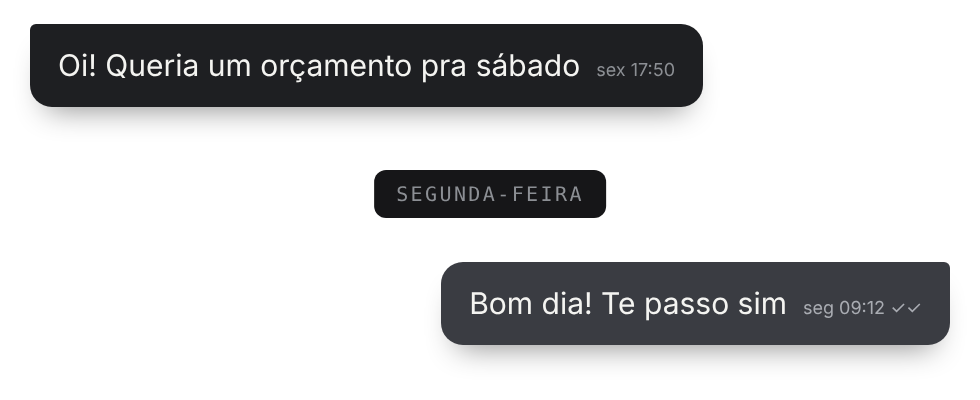 Oi! Queria um orçamento pra sábado sex 17:50
SEGUNDA-FEIRA
Bom dia! Te passo sim seg 09:12 ✓✓